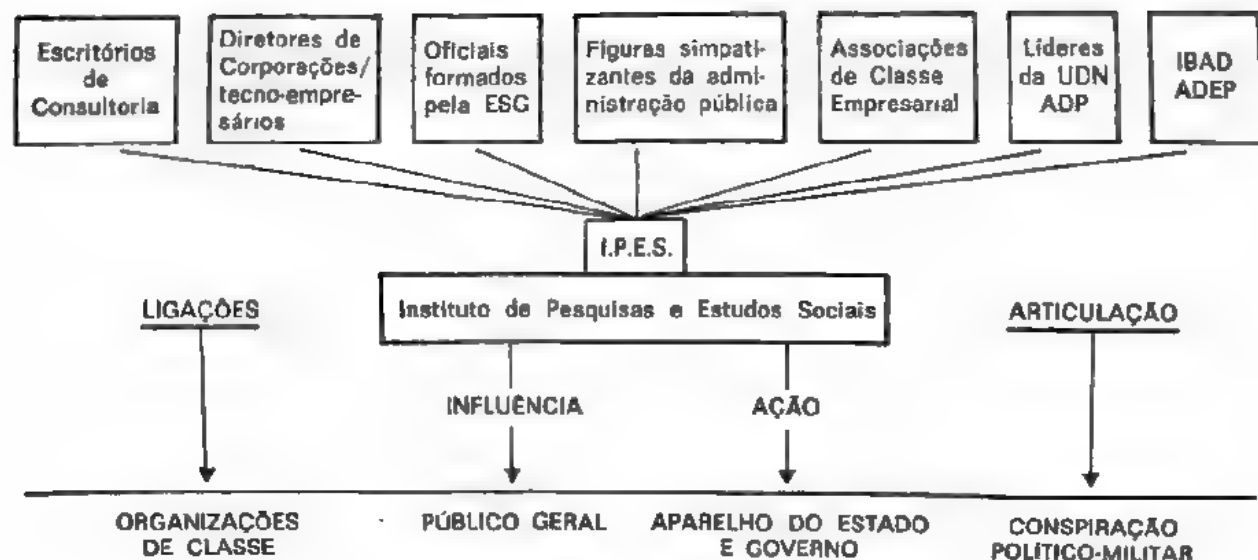 Escritórios
de
Consultoria
Diretores de
Corporações/
tecno-empre-
sários
Oficiais
formados
pela ESG
Figuras simpati-
zantes da admi-
nistração pública
Associações
de Classe
Empresarial
Líderes
da UDN
ADP
IBAD
ADEP
I.P.E.S.
Instituto de Pesquisas e Estudos Sociais
LIGAÇÕES
ARTICULAÇÃO
INFLUÊNCIA
AÇÃO
ORGANIZAÇÕES
DE CLASSE
PÚBLICO GERAL
APARELHO DO ESTADO
E GOVERNO
CONSPIRAÇÃO
POLÍTICO-MILITAR